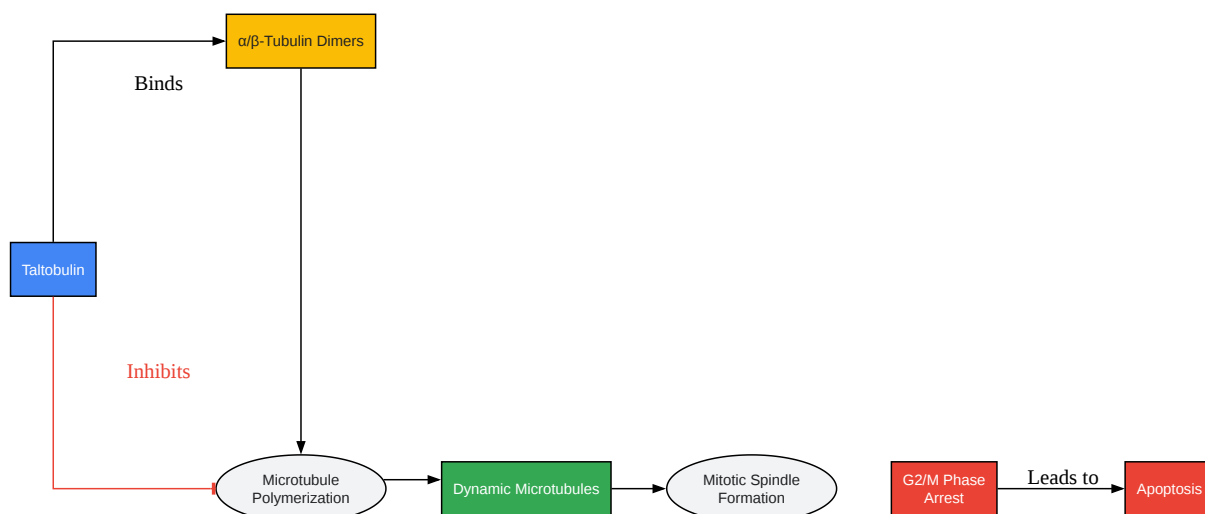 α/β-Tubulin Dimers
Binds
Taltobulin
Inhibits
Microtubule
Polymerization
Dynamic Microtubules
Mitotic Spindle
Formation
G2/M Phase
Arrest
Leads to
Apoptosis